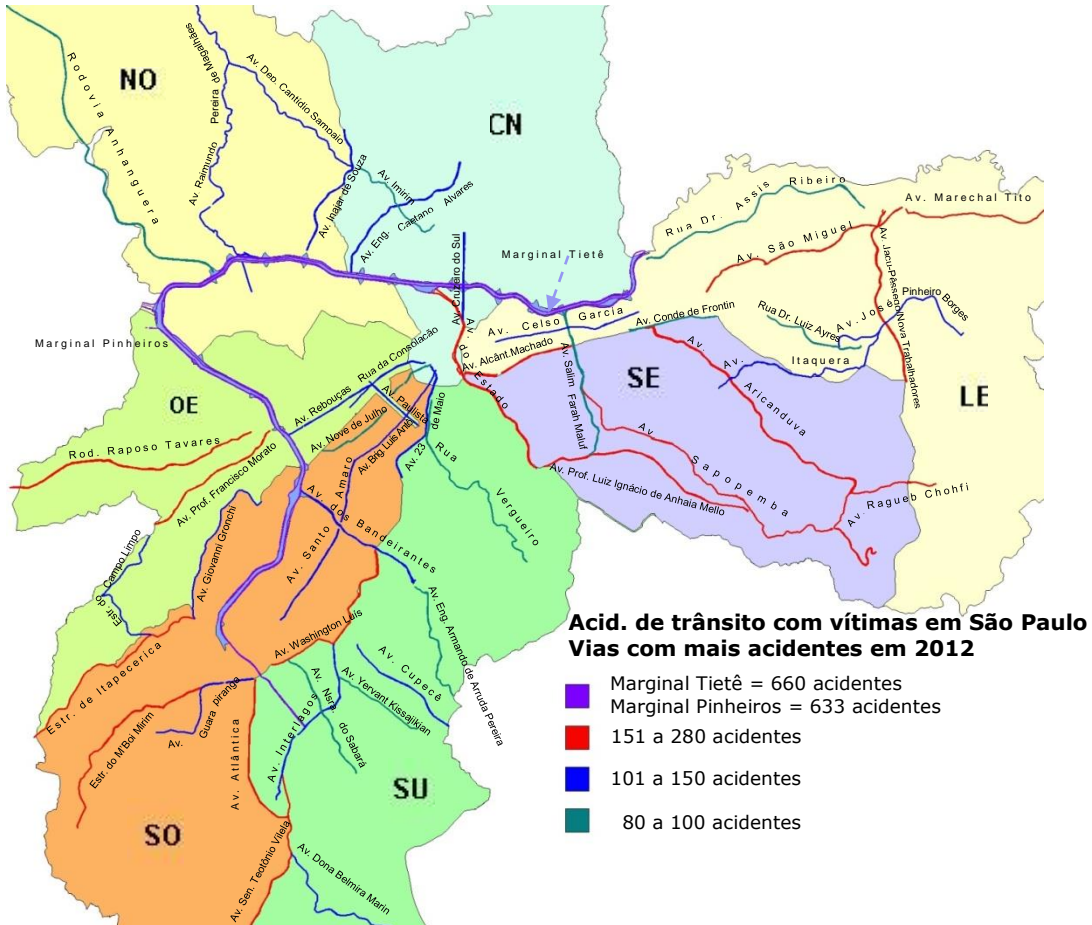 NO
CN
SE
LE
OE
SO
SU
Rodovia Anhanguera
Av. Raimundo Pereira de Magalhães
Av. Dep. Cantídio Sampaio
Av. Inajar de Souza
Av. Imirim
Av. Eng. Caetano Alvares
Av. Cruzeiro do Sul
Marginal Tietê
Rua Dr. Assis Ribeiro
Av. Marechal Tito
Av. São Miguel
Av. Jacu-Pêssego/Nova Trabalhadores
Pinheiro Borges
Av. José
Rua Dr. Luiz Ayres
Av. Itaquera
Av. Conde de Frontin
Av. Celso Garcia
Av. Alcânt.Machado
Av. do Estado
Av. Salim Farah Maluf
Av. Aricanduva
Av. Sapopemba
Av. Prof. Luiz Ignácio de Anhaia Mello
Av. Ragueb Chohfi
Marginal Pinheiros
Rua da Consolação
Av. Rebouças
Av. Paulista
Av. Nove de Julho
Av. Brig. Luis Antº
Av. 23 de Maio
Rua Vergueiro
Rod. Raposo Tavares
Av. Prof. Francisco Morato
Av. Giovanni Gronchi
Estr. do Campo Limpo
Av. Santo Amaro
Av. dos Bandeirantes
Av. Eng. Armando de Arruda Pereira
Av. Washington Luis
Av. Cupecê
Av. Yervant Kissajikian
Av. Nsra. do Sabará
Av. Interlagos
Estr. de Itapecerica
Estr. do M'Boi Mirim
Av. Guarapiranga
Av. Atlântica
Av. Sen. Teotônio Vilela
Av. Dona Belmira Marin
Acid. de trânsito com vítimas em São Paulo
Vias com mais acidentes em 2012
Marginal Tietê = 660 acidentes
Marginal Pinheiros = 633 acidentes
151 a 280 acidentes
101 a 150 acidentes
80 a 100 acidentes